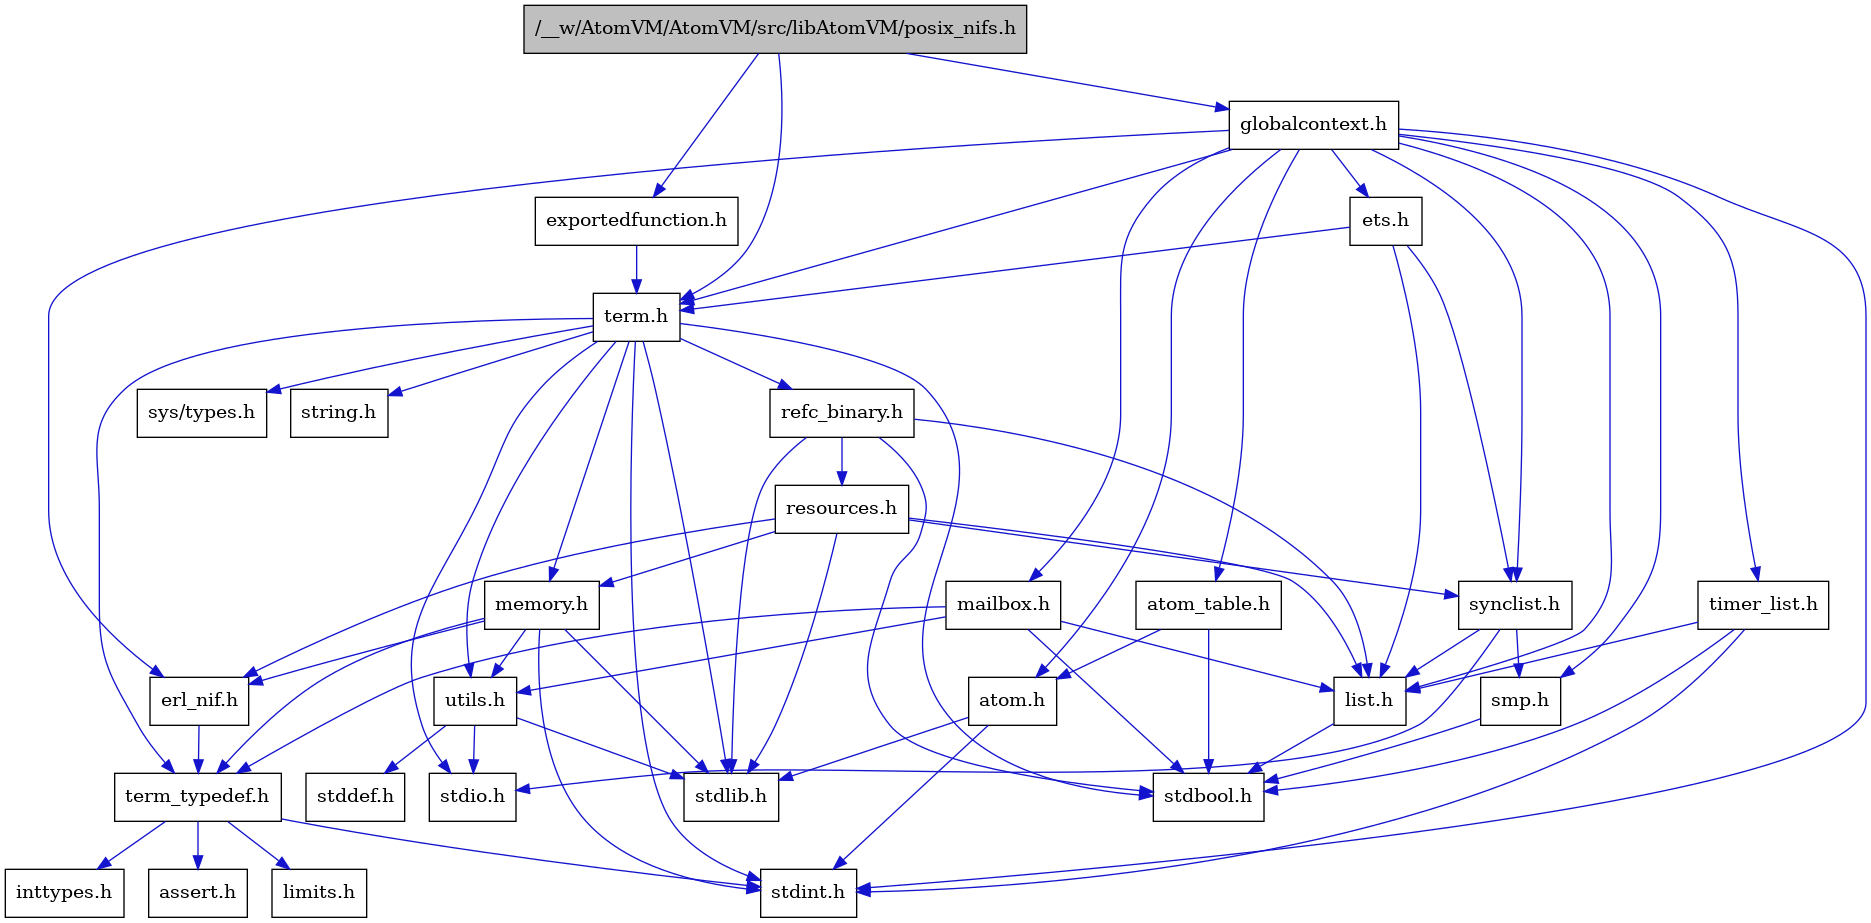 /__w/AtomVM/AtomVM/src/libAtomVM/posix_nifs.h
globalcontext.h
exportedfunction.h
ets.h
term.h
sys/types.h
string.h
refc_binary.h
resources.h
memory.h
mailbox.h
atom_table.h
synclist.h
timer_list.h
erl_nif.h
utils.h
atom.h
list.h
smp.h
term_typedef.h
stddef.h
stdio.h
stdlib.h
stdbool.h
inttypes.h
assert.h
limits.h
stdint.h